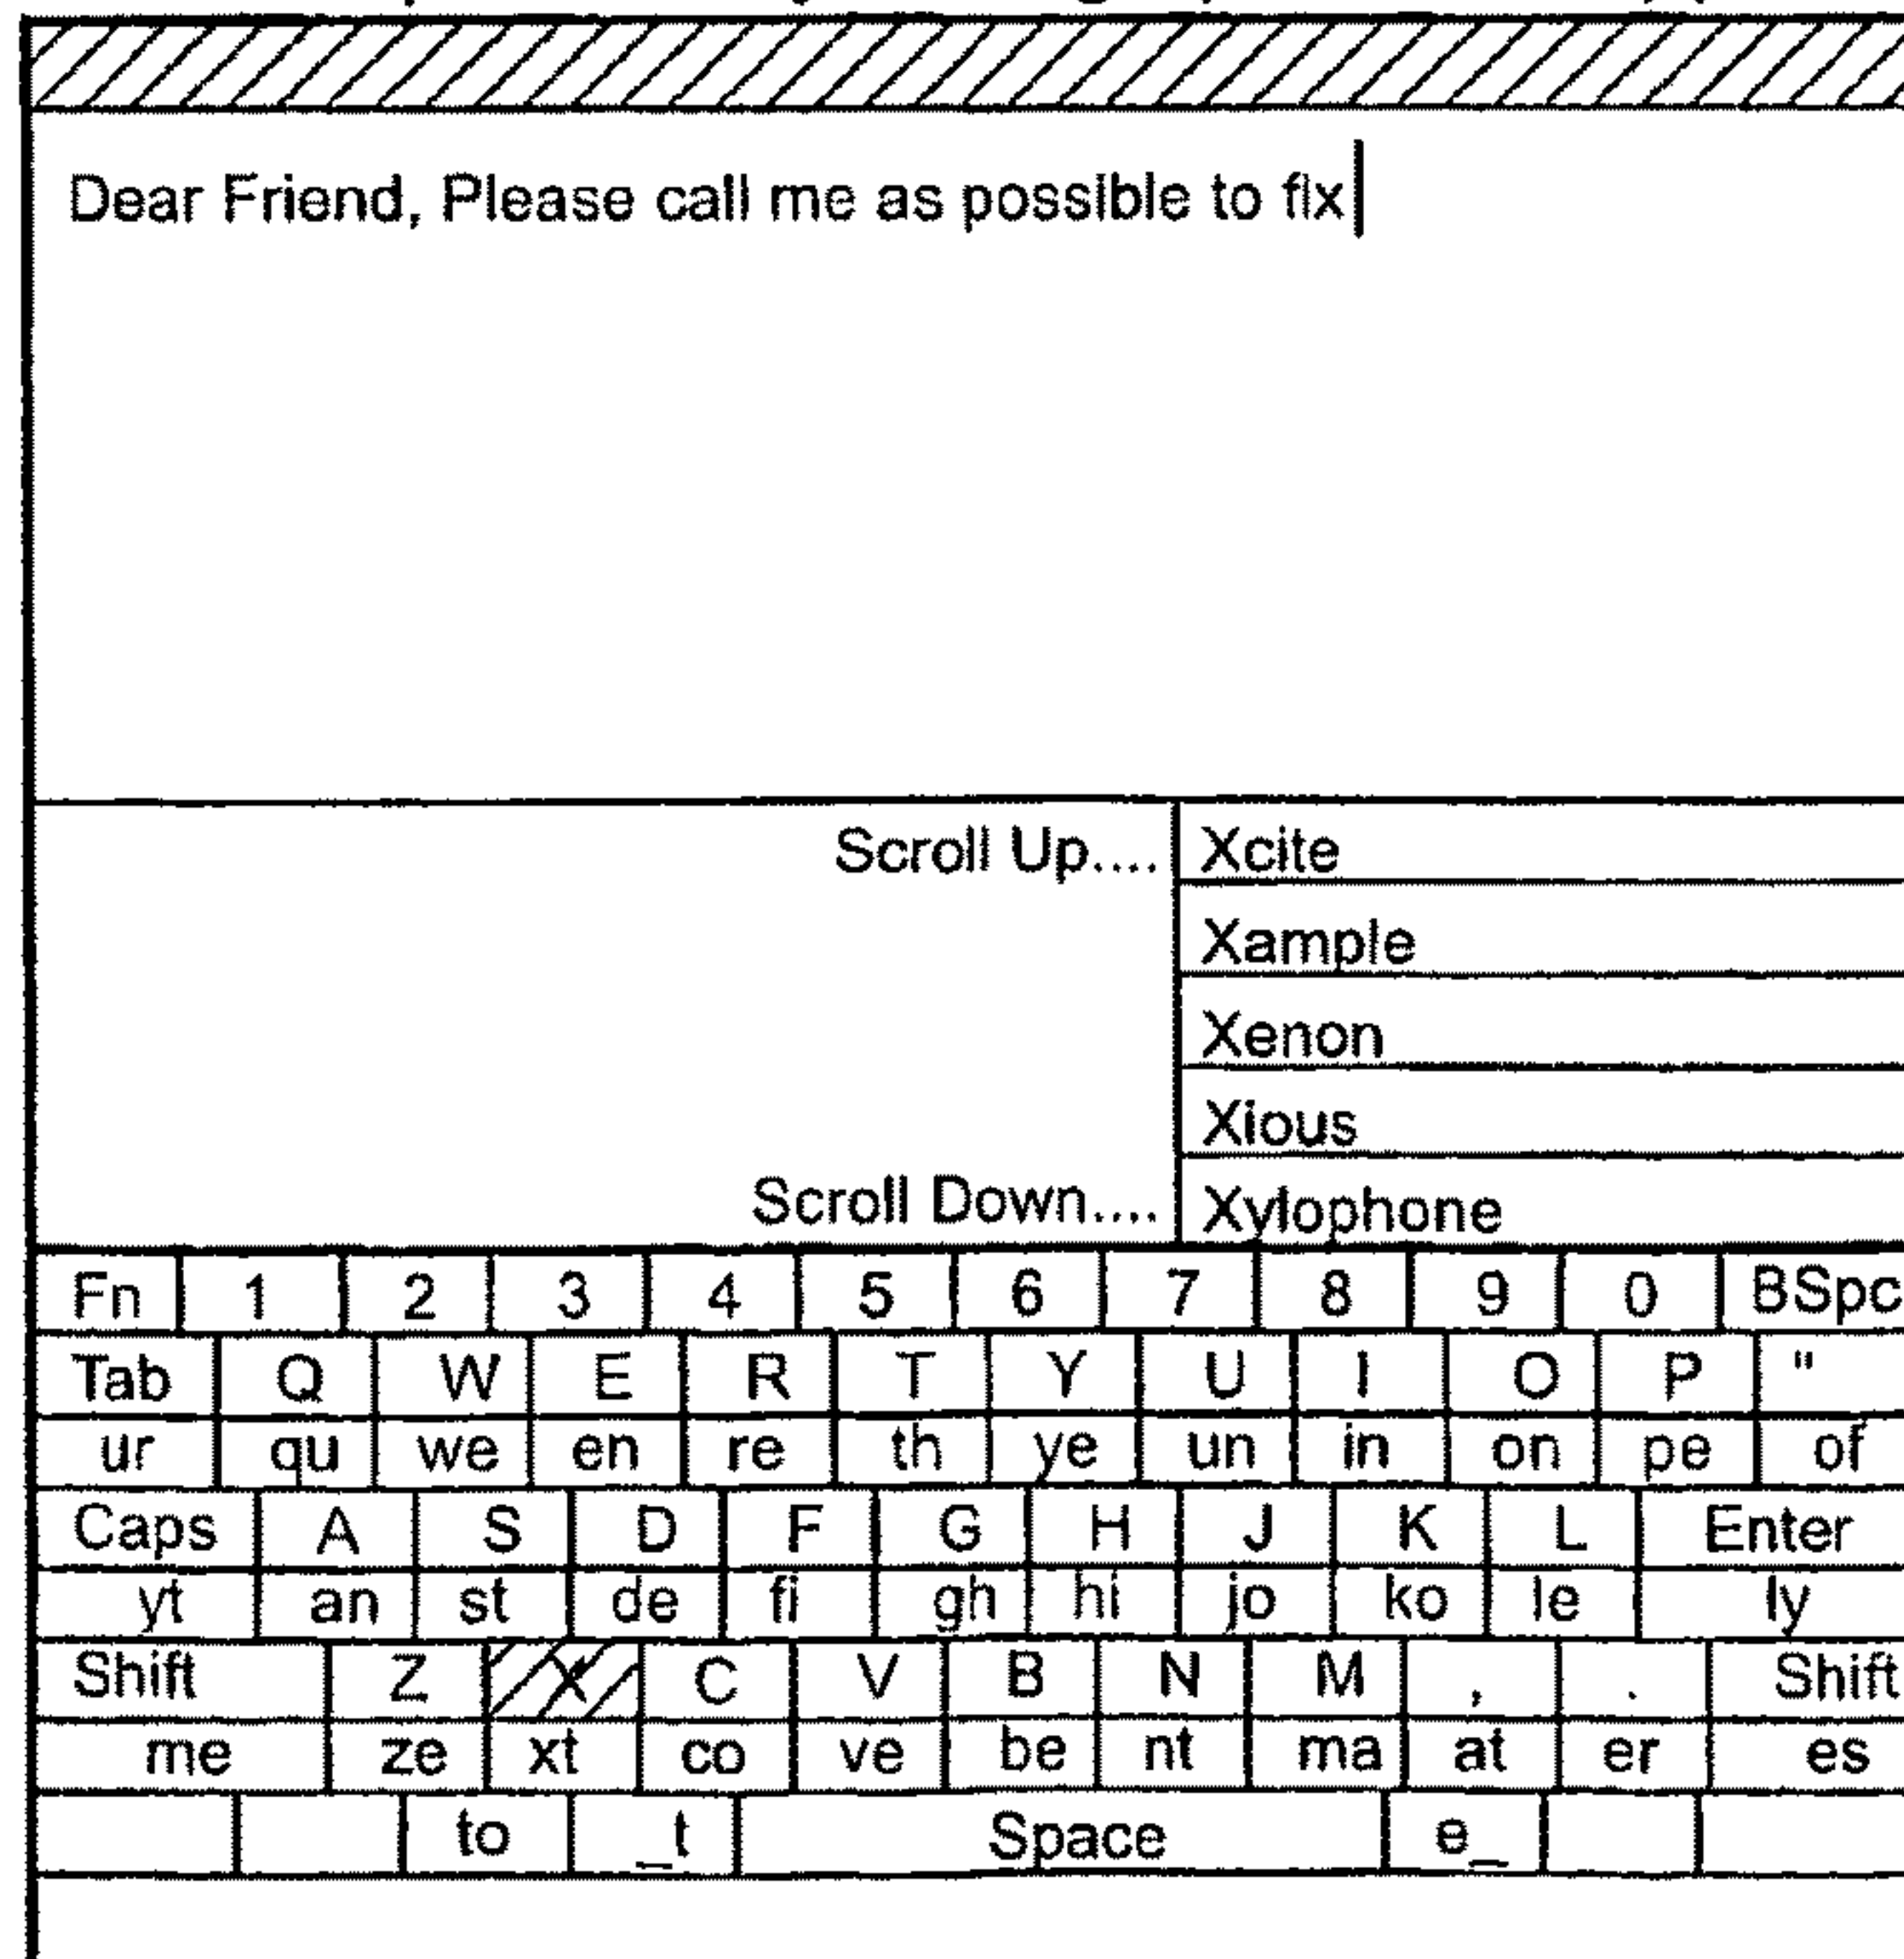 Dear Friend, Please call me as possible to fix
Scroll Up.... Xcite
Xample
Xenon
Xious
Scroll Down.... Xylophone
Fn 1 2 3 4 5 6 7 8 9 0 BSpc
Tab Q W E R T Y U I O P "
ur qu we en re th ye un in on pe of
Caps A S D F G H J K L Enter
yt an st de fi gh hi jo ko le ly
Shift Z X C V B N M , . Shift
me ze xt co ve be nt ma at er es
to _t Space e_